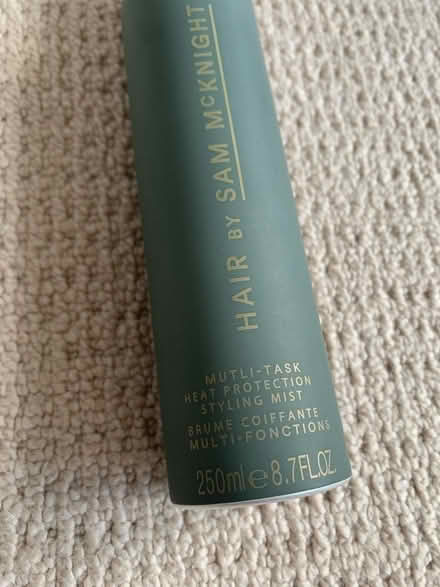 HAIR BY SAM McKNIGHT
MUTLI-TASK
HEAT PROTECTION
STYLING MIST
BRUME COIFFANTE
MULTI-FONCTIONS
250ml ℮ 8.7FL.OZ.